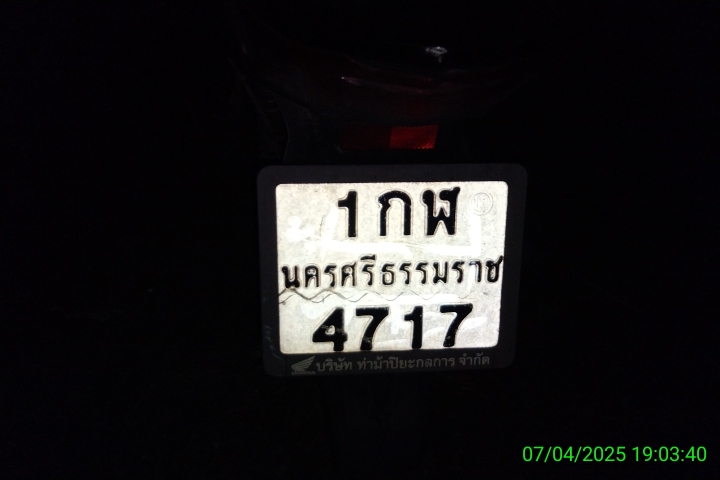 1กฬ
นครศรีธรรมราช
4717
บริษัท ท่าม้าปิยะกลการ จำกัด
07/04/2025 19:03:40